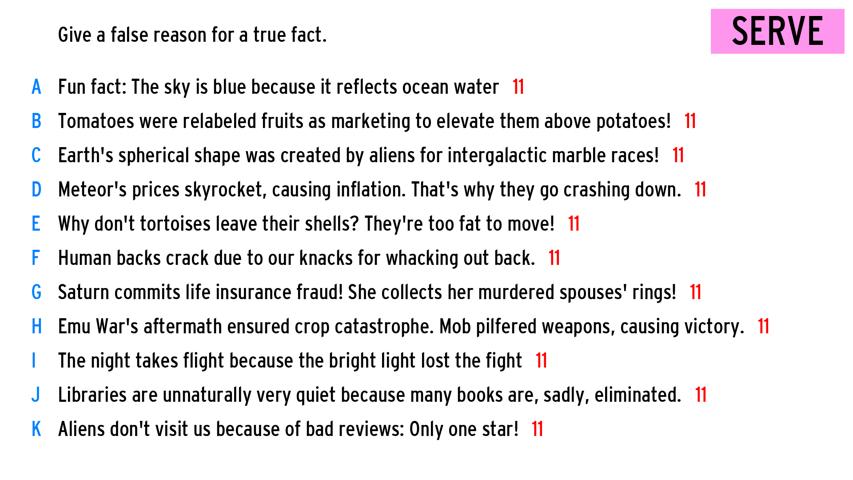 Give a false reason for a true fact.
SERVE
A Fun fact: The sky is blue because it reflects ocean water 11
B Tomatoes were relabeled fruits as marketing to elevate them above potatoes! 11
C Earth's spherical shape was created by aliens for intergalactic marble races! 11
D Meteor's prices skyrocket, causing inflation. That's why they go crashing down. 11
E Why don't tortoises leave their shells? They're too fat to move! 11
F Human backs crack due to our knacks for whacking out back. 11
G Saturn commits life insurance fraud! She collects her murdered spouses' rings! 11
H Emu War's aftermath ensured crop catastrophe. Mob pilfered weapons, causing victory. 11
I The night takes flight because the bright light lost the fight 11
J Libraries are unnaturally very quiet because many books are, sadly, eliminated. 11
K Aliens don't visit us because of bad reviews: Only one star! 11